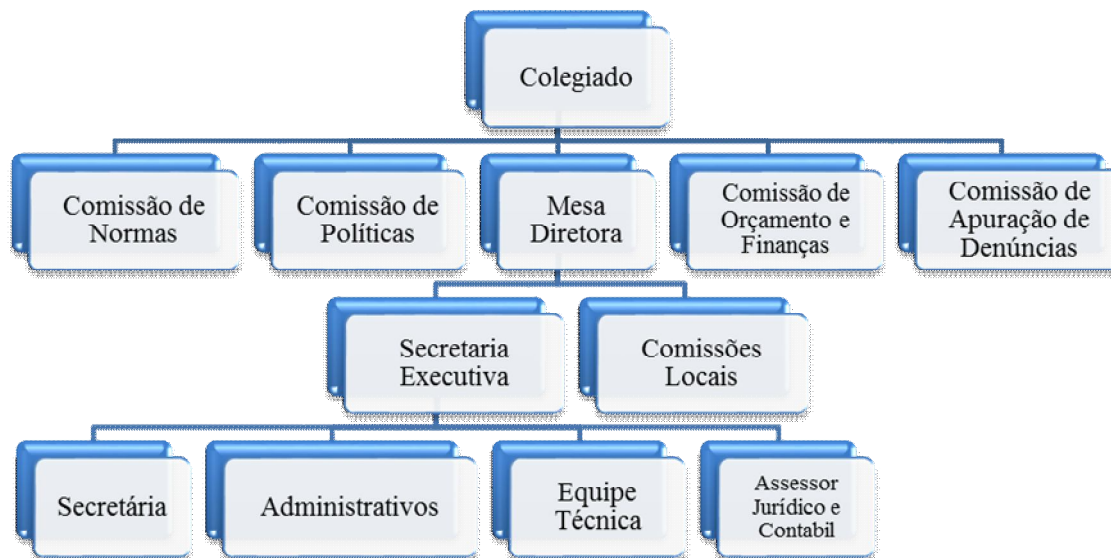 Colegiado
Comissão de
Normas
Comissão de
Políticas
Mesa
Diretora
Comissão de
Orçamento e
Finanças
Comissão de
Apuração de
Denúncias
Secretaria
Executiva
Comissões
Locais
Secretária
Administrativos
Equipe
Técnica
Assessor
Jurídico e
Contabil